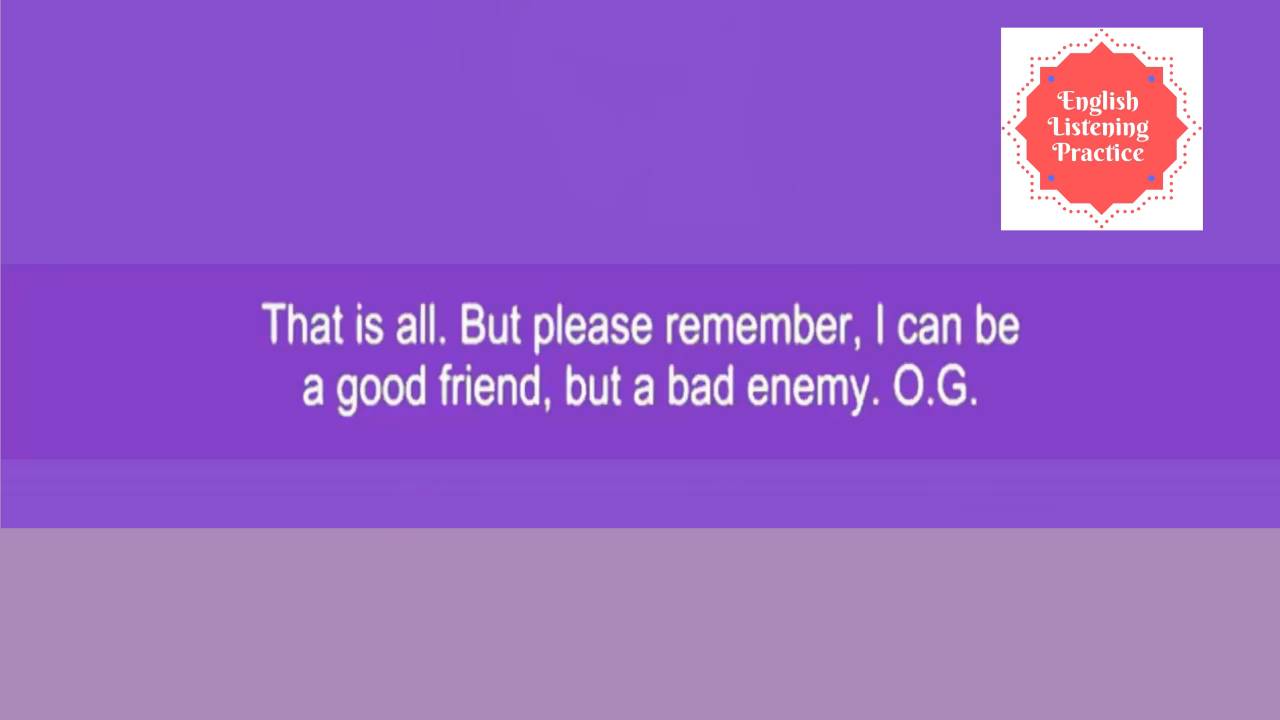 English
Listening
Practice
That is all. But please remember, I can be
a good friend, but a bad enemy. O.G.